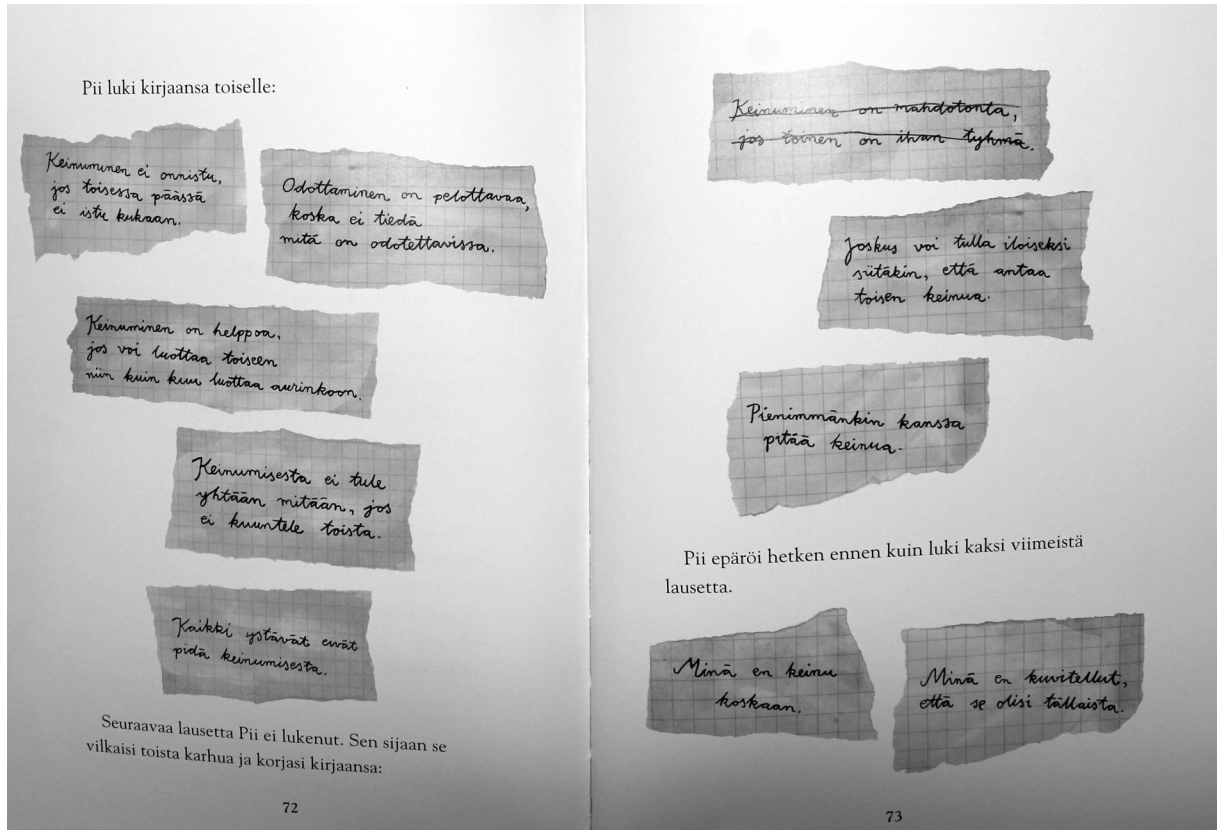 Pii luki kirjaansa toiselle:
Keinuminen ei onnistu,
jos toisessa päässä
ei istu kukaan.
Odottaminen on pelottavaa,
koska ei tiedä
mitä on odotettavissa.
Keinuminen on helppoa,
jos voi luottaa toiseen
niin kuin kuu luottaa aurinkoon.
Keinumisesta ei tule
yhtään mitään, jos
ei kuuntele toista.
Kaikki ystävät eivät
pidä keinumisesta.
Seuraavaa lausetta Pii ei lukenut. Sen sijaan se
vilkaisi toista karhua ja korjasi kirjaansa:
72
Keinuminen on mahdotonta,
jos toinen on ihan tyhmä.
Joskus voi tulla iloiseksi
siitäkin, että antaa
toisen keinua.
Pienimmänkin kanssa
pitää keinua.
Pii epäröi hetken ennen kuin luki kaksi viimeistä
lausetta.
Minä en keinu
koskaan.
Minä en kuvitellut,
että se olisi tällaista.
73